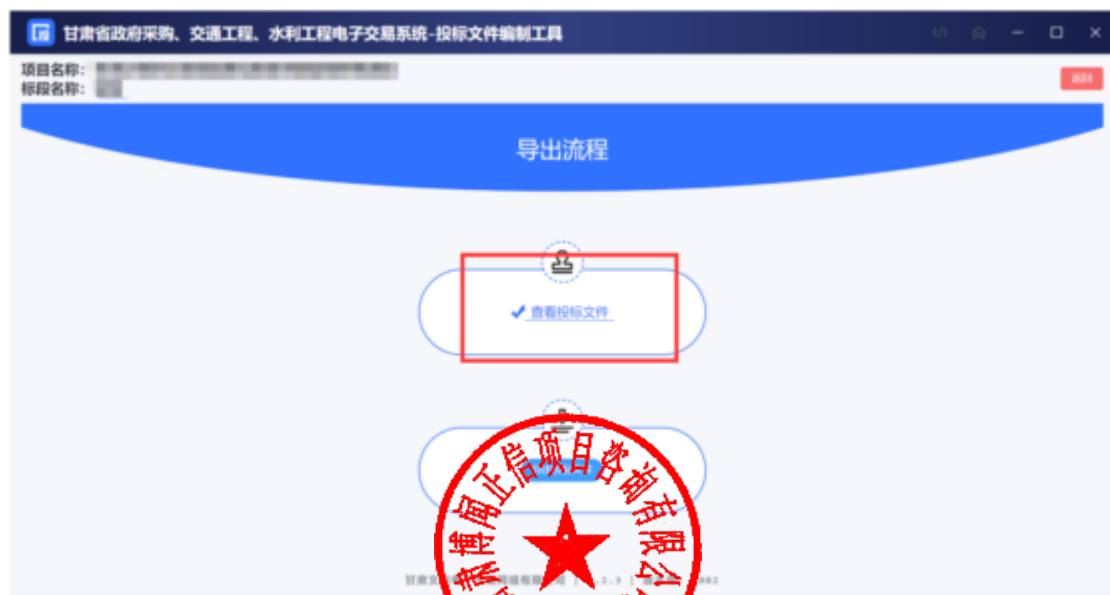 甘肃省政府采购、交通工程、水利工程电子交易系统-投标文件编制工具
项目名称：
标段名称：
返回
导出流程
查看投标文件
肃博闻正信项目咨询有限公